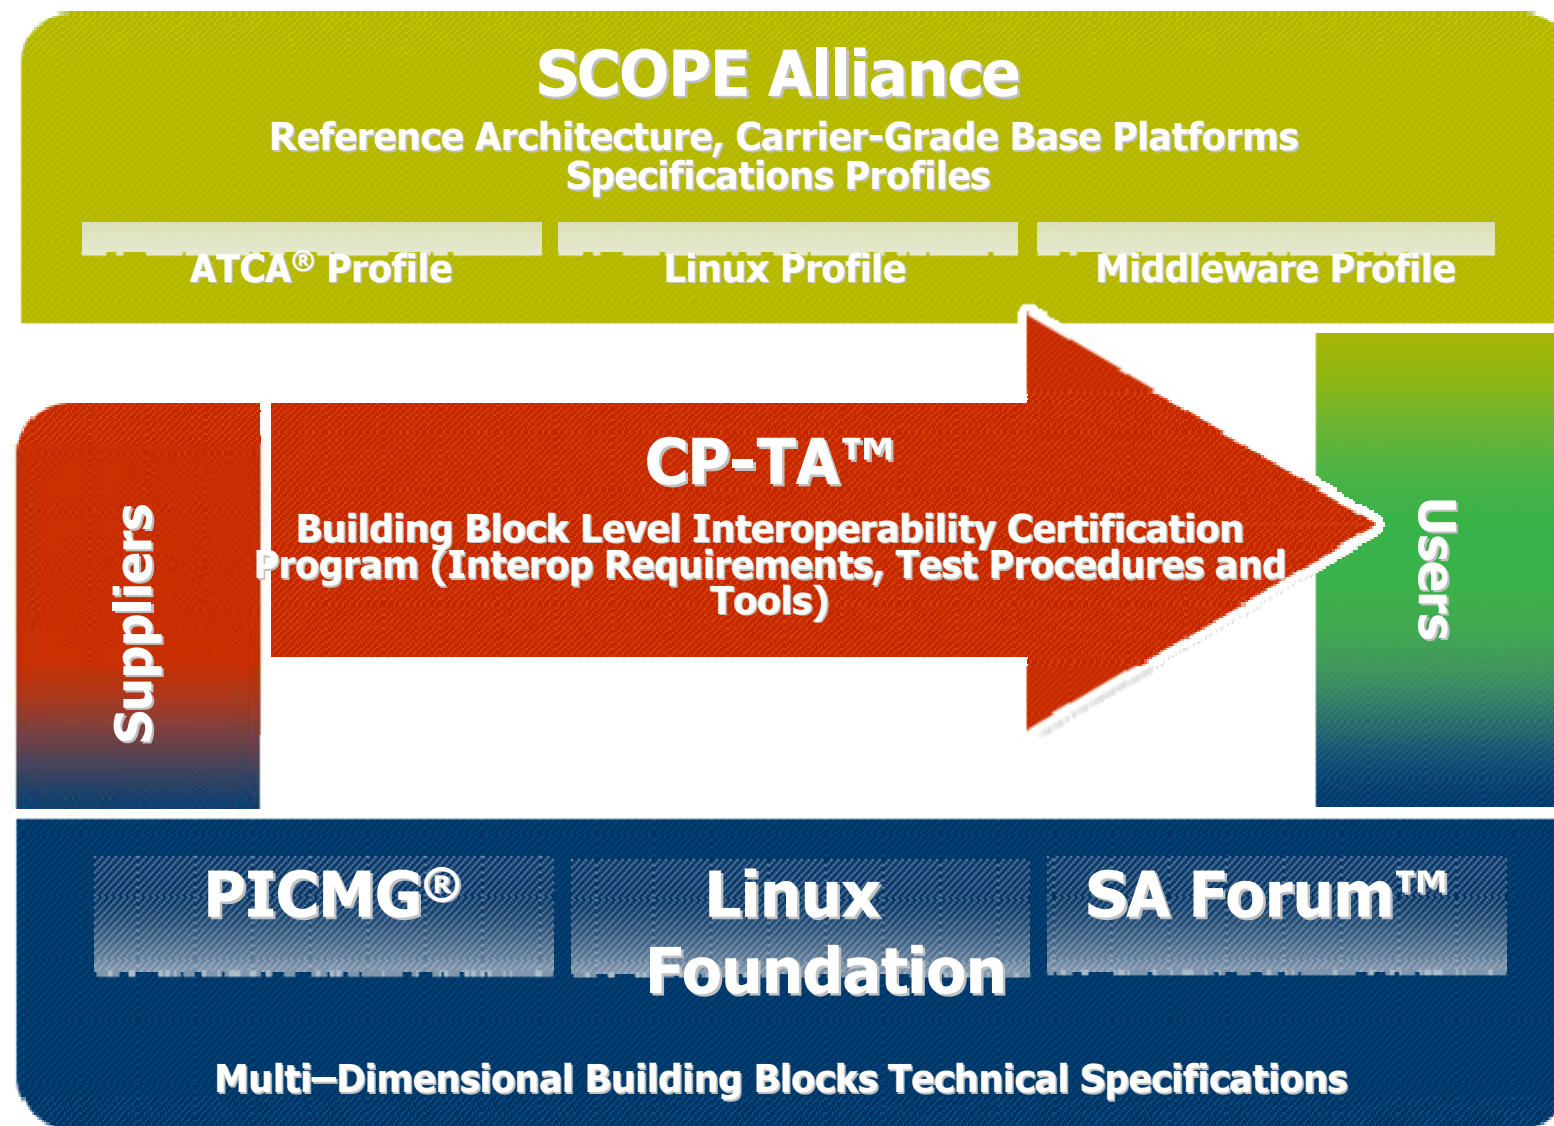 SCOPE Alliance
Reference Architecture, Carrier-Grade Base Platforms
Specifications Profiles
ATCA® Profile
Linux Profile
Middleware Profile
CP-TA™
Building Block Level Interoperability Certification
Program (Interop Requirements, Test Procedures and
Tools)
Suppliers
Users
PICMG®
Linux
Foundation
SA Forum™
Multi–Dimensional Building Blocks Technical Specifications